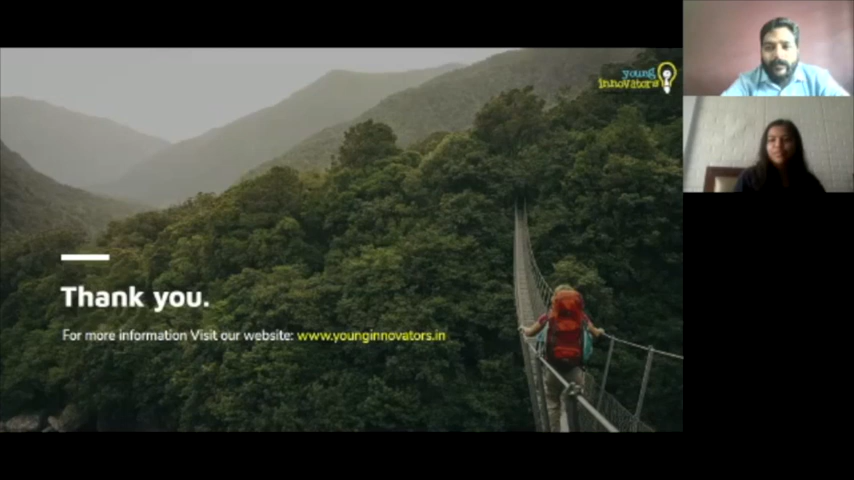 young
innovators
Thank you.
For more information Visit our website: www.younginnovators.in